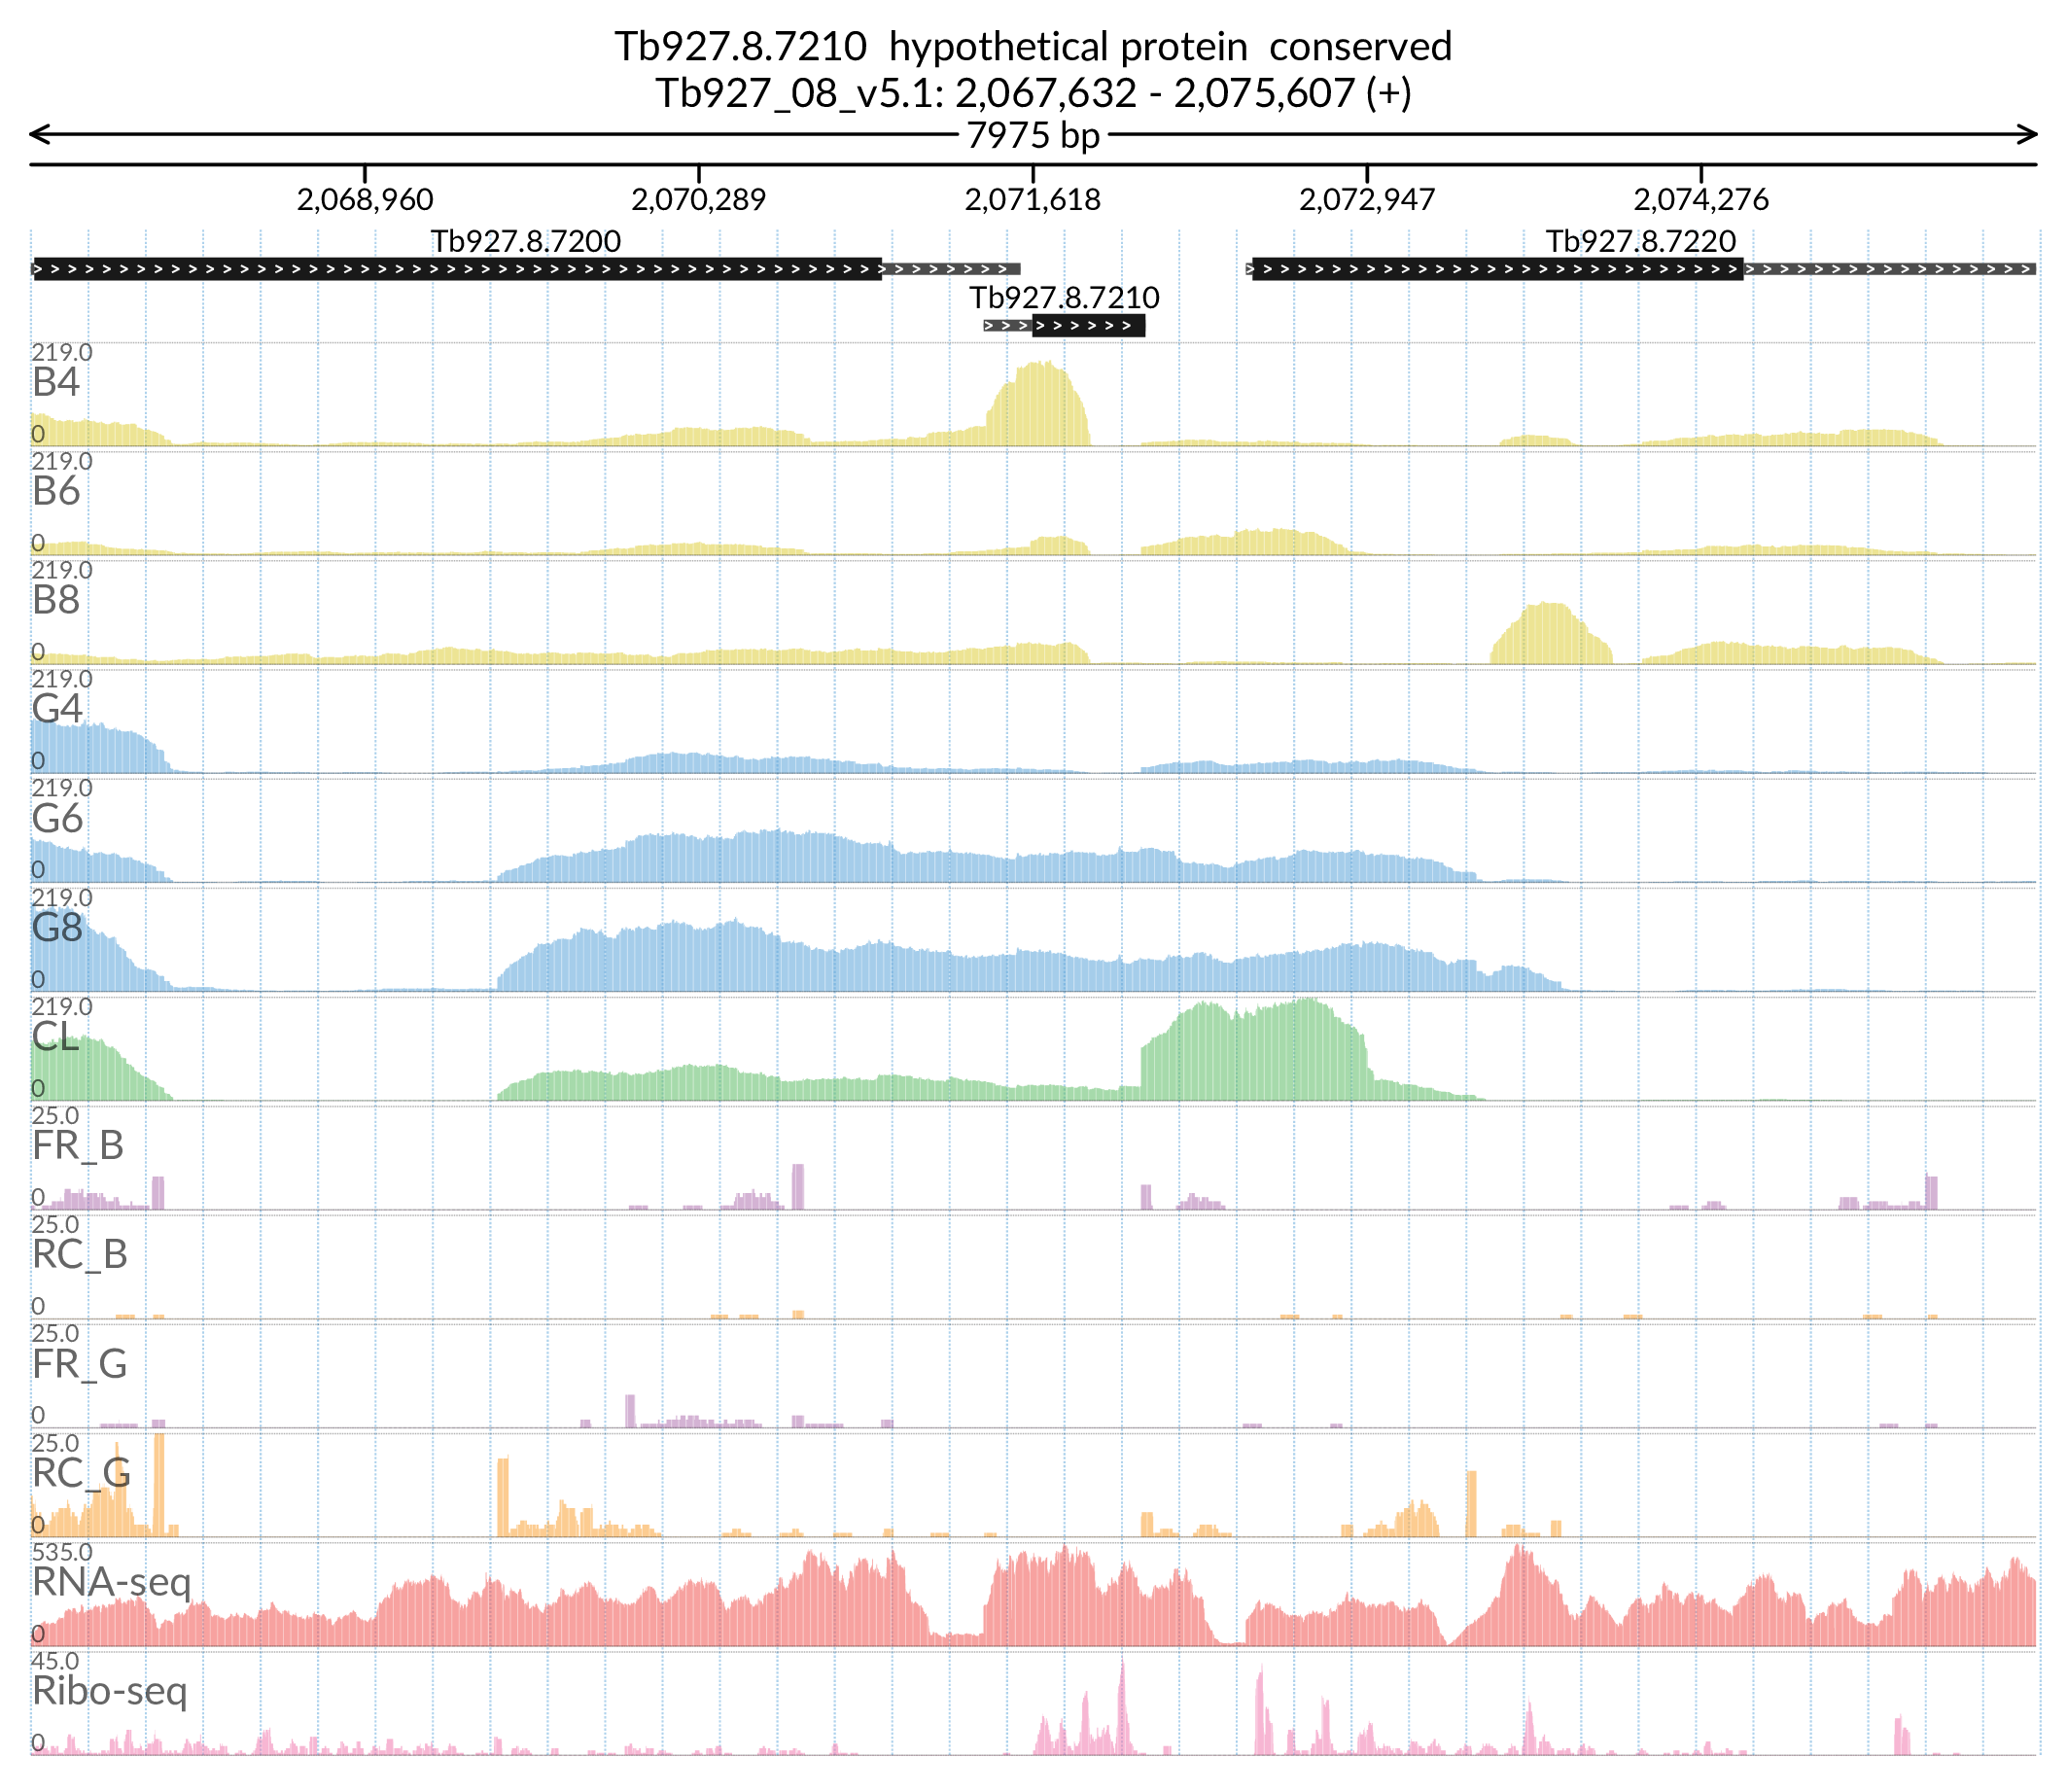 Tb927.8.7210  hypothetical protein  conserved
Tb927_08_v5.1: 2,067,632 - 2,075,607 (+)
7975 bp
2,068,960 2,070,289 2,071,618 2,072,947 2,074,276
Tb927.8.7200 Tb927.8.7220
Tb927.8.7210
219.0
B4
0
219.0
B6
0
219.0
B8
0
219.0
G4
0
219.0
G6
0
219.0
G8
0
219.0
CL
0
25.0
FR_B
0
25.0
RC_B
0
25.0
FR_G
0
25.0
RC_G
0
535.0
RNA-seq
0
45.0
Ribo-seq
0